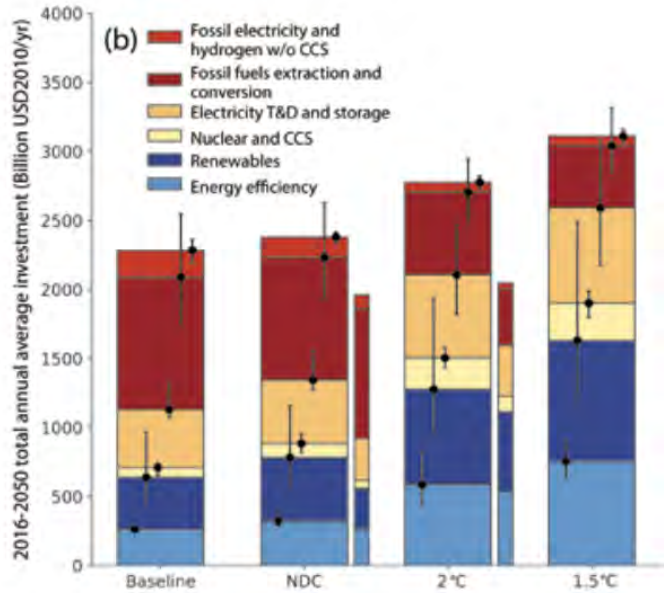 (b)
Fossil electricity and
hydrogen w/o CCS
Fossil fuels extraction and
conversion
Electricity T&D and storage
Nuclear and CCS
Renewables
Energy efficiency
2016-2050 total annual average investment (Billion USD2010/yr)
4000
3500
3000
2500
2000
1500
1000
500
0
Baseline
NDC
2°C
1.5°C